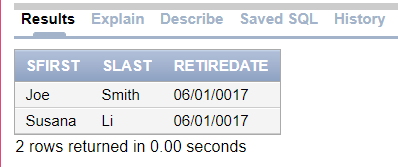 Results Explain Describe Saved SQL History
SFIRST SLAST RETIREDATE
Joe Smith 06/01/0017
Susana Li 06/01/0017
2 rows returned in 0.00 seconds